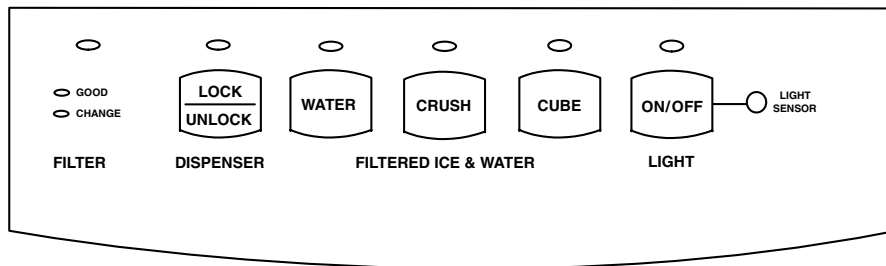 GOOD
CHANGE
FILTER
LOCK
UNLOCK
DISPENSER
WATER
CRUSH
CUBE
FILTERED ICE & WATER
ON/OFF
LIGHT
LIGHT
SENSOR